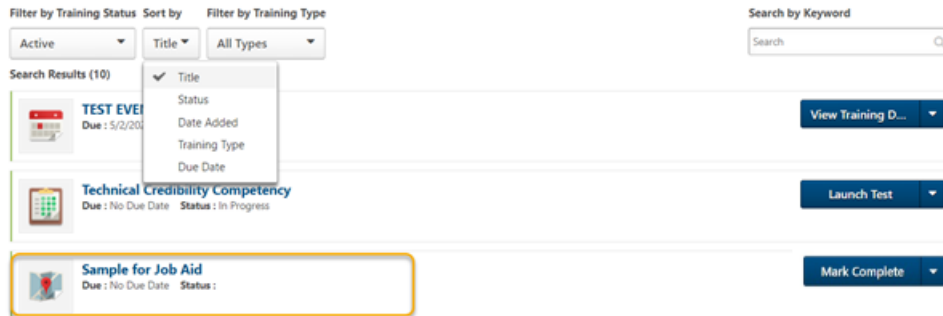 Filter by Training Status Sort by Filter by Training Type Search by Keyword
Active Title All Types Search
Search Results (10)
Title
Status
Date Added
Training Type
Due Date
TEST EVE
Due : 5/2/20
View Training D...
Technical Credibility Competency
Due : No Due Date Status : In Progress
Launch Test
Sample for Job Aid
Due : No Due Date Status :
Mark Complete